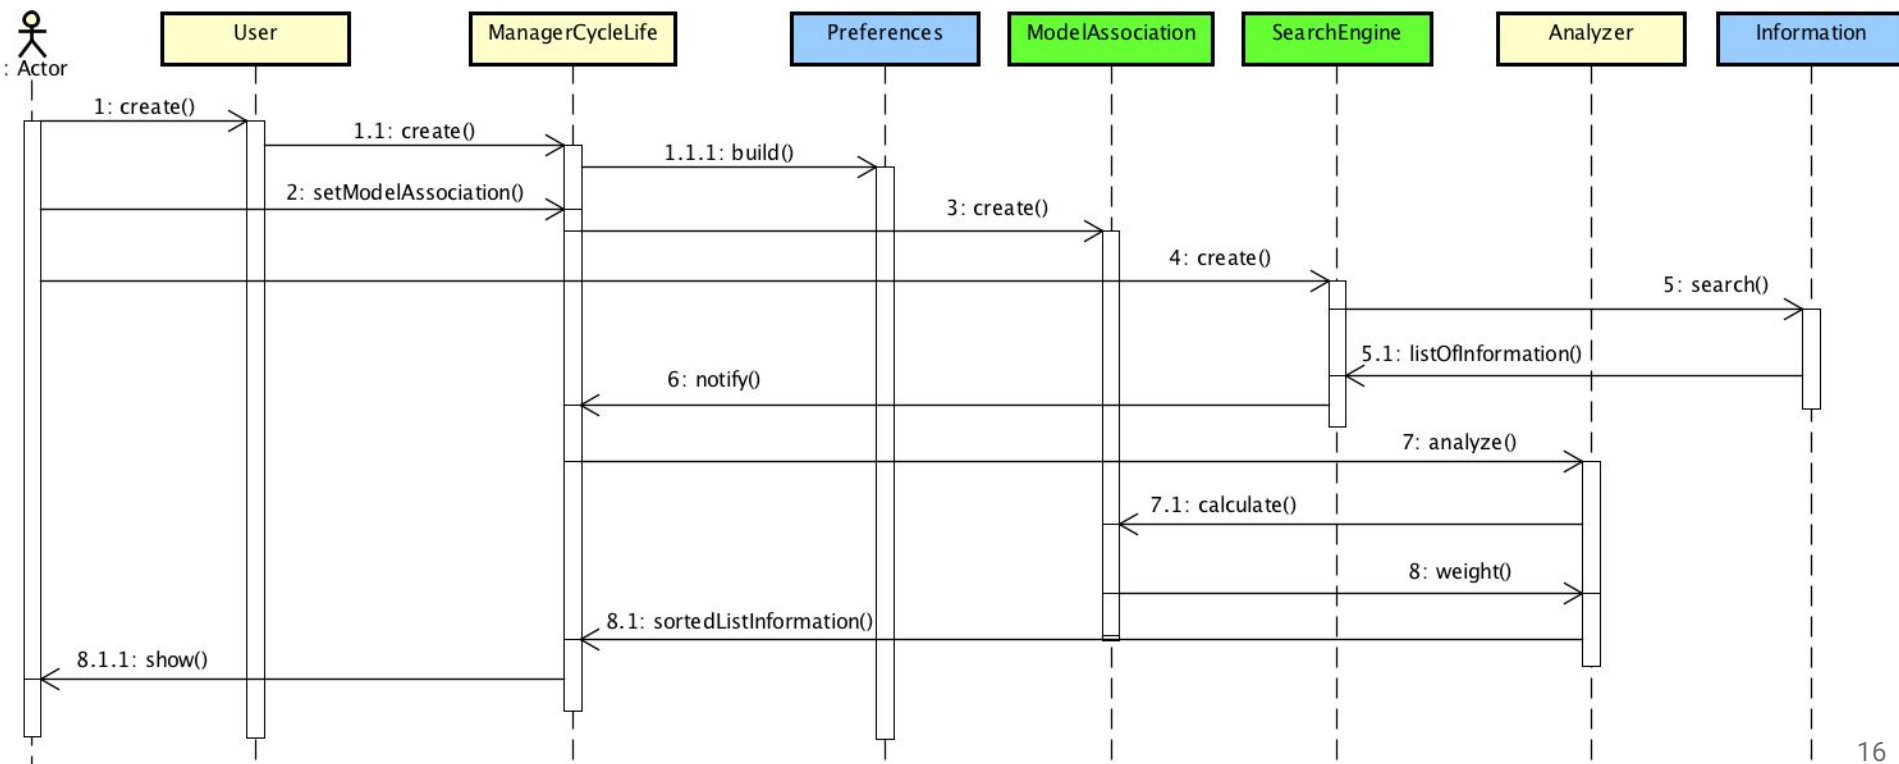 User
ManagerCycleLife
Preferences
ModelAssociation
SearchEngine
Analyzer
Information
: Actor
1: create()
1.1: create()
1.1.1: build()
2: setModelAssociation()
3: create()
4: create()
5: search()
5.1: listOfInformation()
6: notify()
7: analyze()
7.1: calculate()
8: weight()
8.1: sortedListInformation()
8.1.1: show()
16